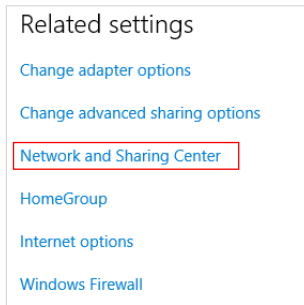 Related settings
Change adapter options
Change advanced sharing options
Network and Sharing Center
HomeGroup
Internet options
Windows Firewall